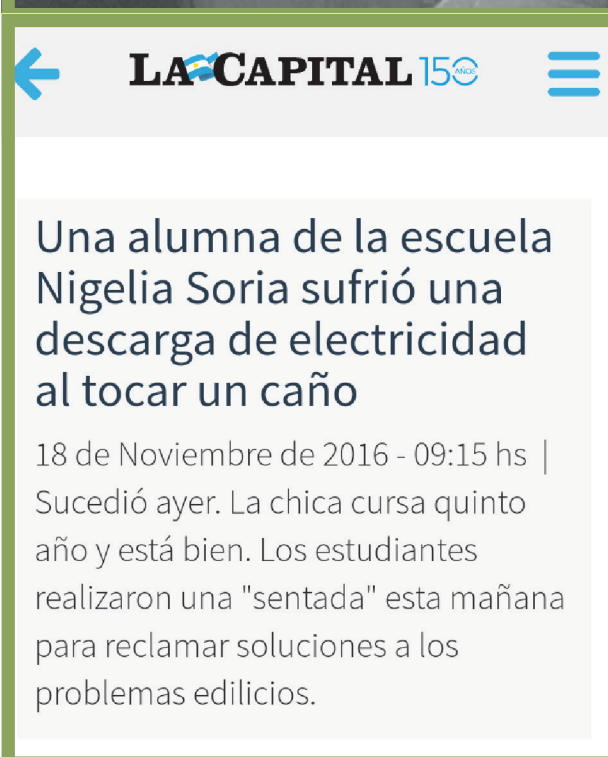 LA CAPITAL 150 AÑOS
Una alumna de la escuela
Nigelia Soria sufrió una
descarga de electricidad
al tocar un caño
18 de Noviembre de 2016 - 09:15 hs |
Sucedió ayer. La chica cursa quinto
año y está bien. Los estudiantes
realizaron una "sentada" esta mañana
para reclamar soluciones a los
problemas edilicios.